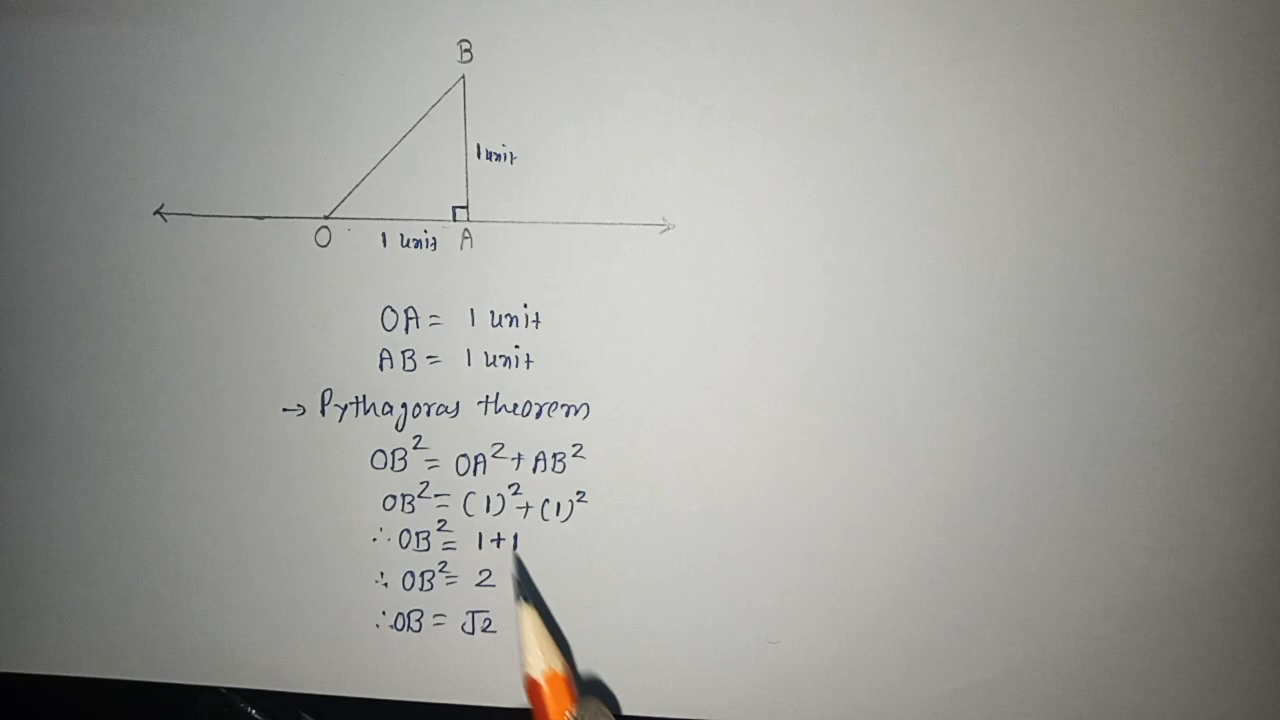 B
1 unit
O 1 unit A
OA = 1 unit
AB = 1 unit
→ Pythagoras theorem
OB² = OA² + AB²
OB² = (1)² + (1)²
∴ OB² = 1+1
∴ OB² = 2
∴ OB = √2